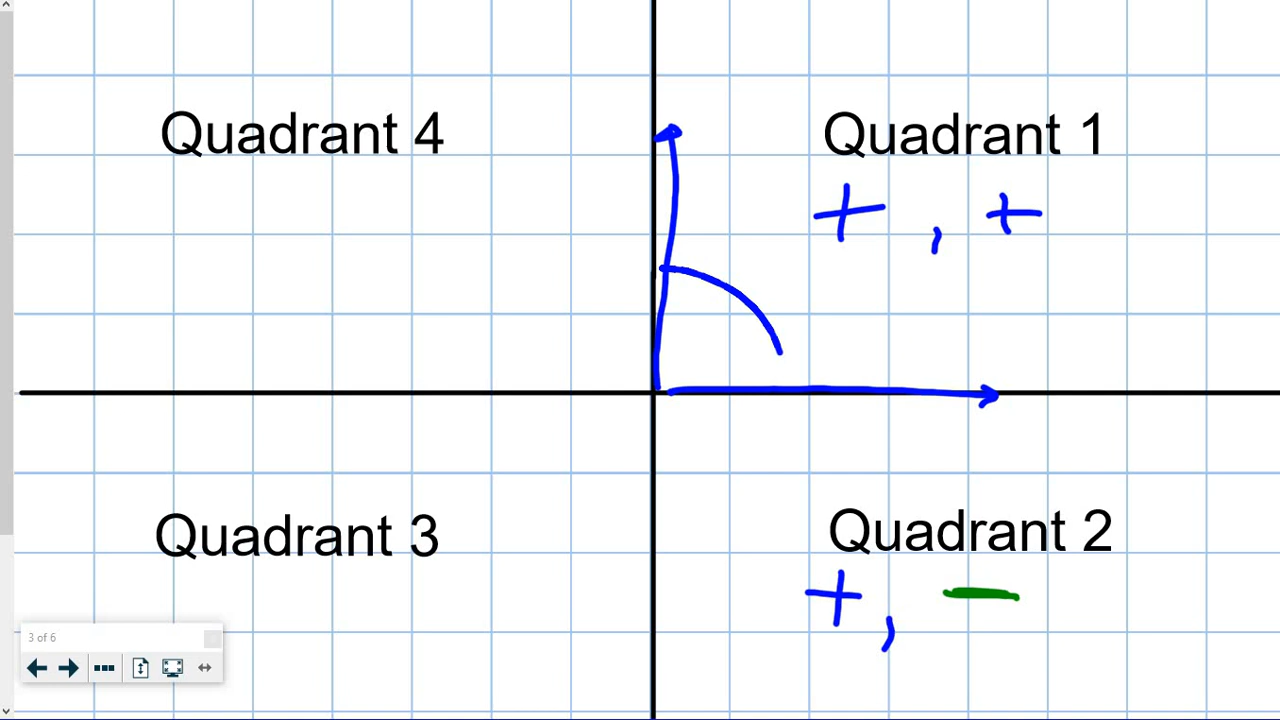 Quadrant 4
Quadrant 1
+ , +
Quadrant 3
Quadrant 2
+ , −
3 of 6